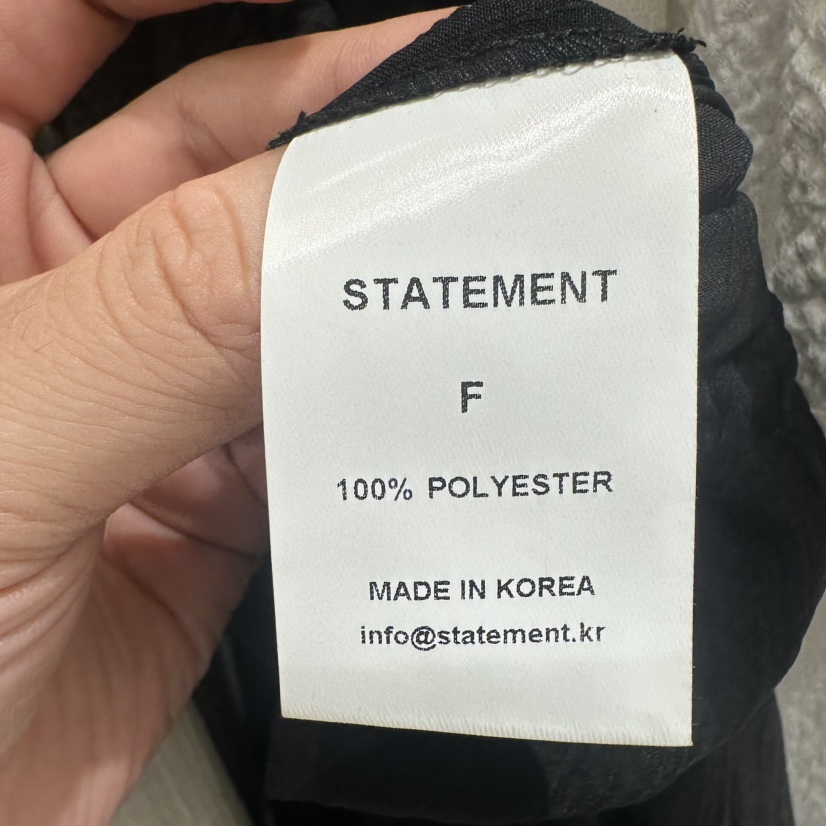 STATEMENT
F
100% POLYESTER
MADE IN KOREA
info@statement.kr